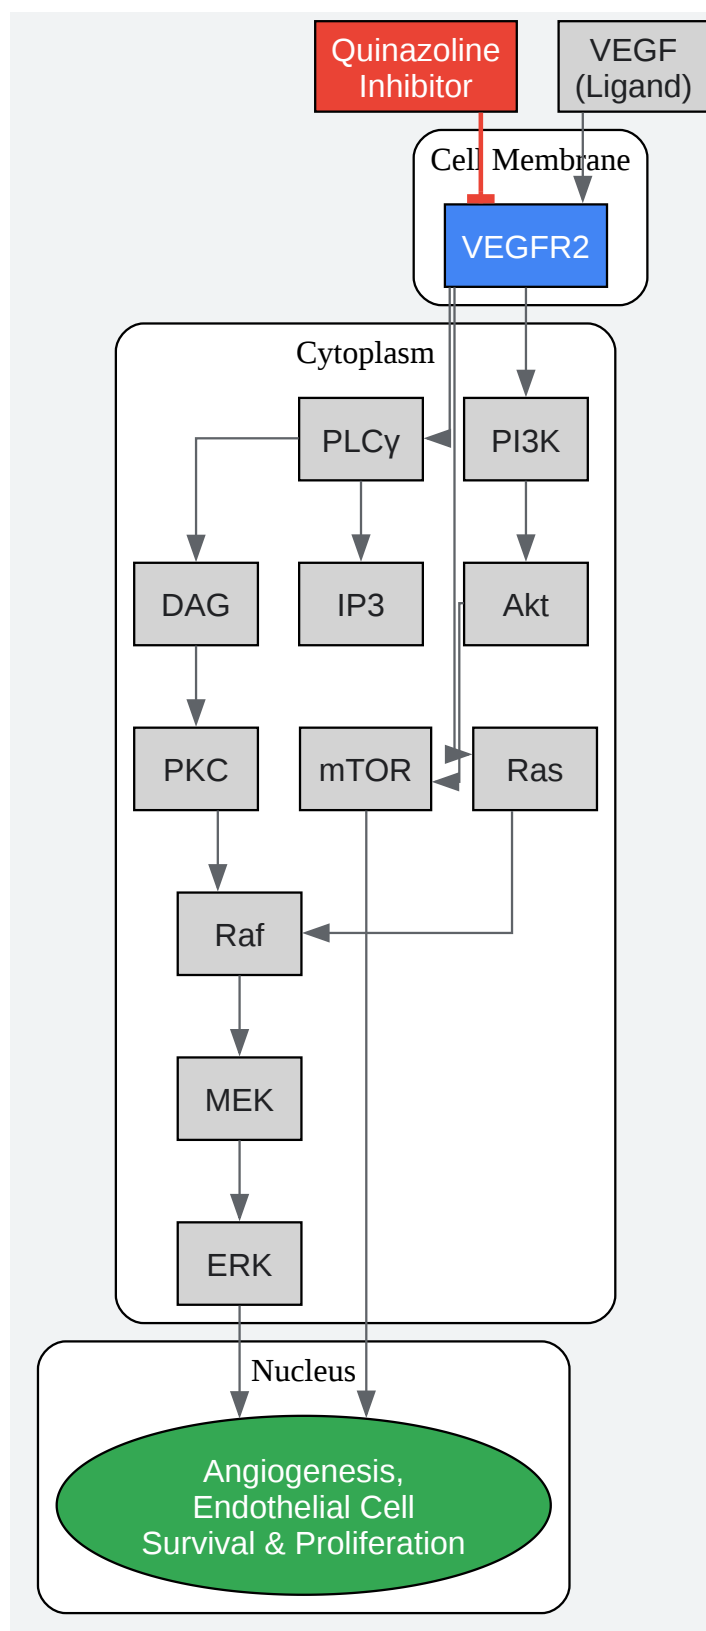 Quinazoline
Inhibitor
VEGF
(Ligand)
Cell Membrane
VEGFR2
Cytoplasm
PLCγ
PI3K
DAG
IP3
Akt
PKC
mTOR
Ras
Raf
MEK
ERK
Nucleus
Angiogenesis,
Endothelial Cell
Survival & Proliferation